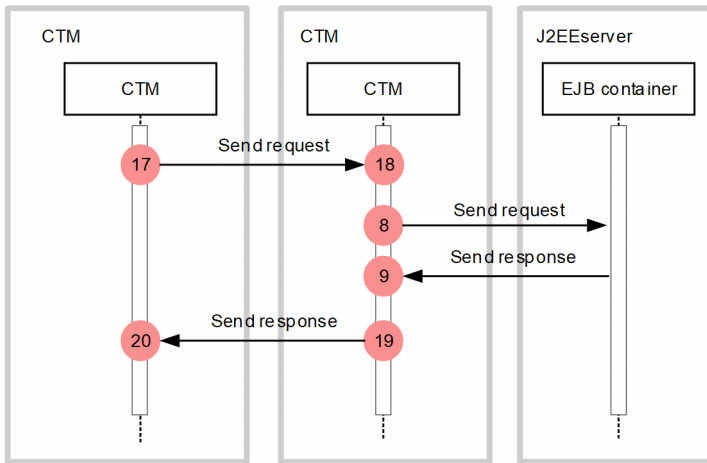 CTM
CTM
J2EEserver
CTM
CTM
EJB container
Send request
17
18
Send request
8
Send response
9
Send response
20
19